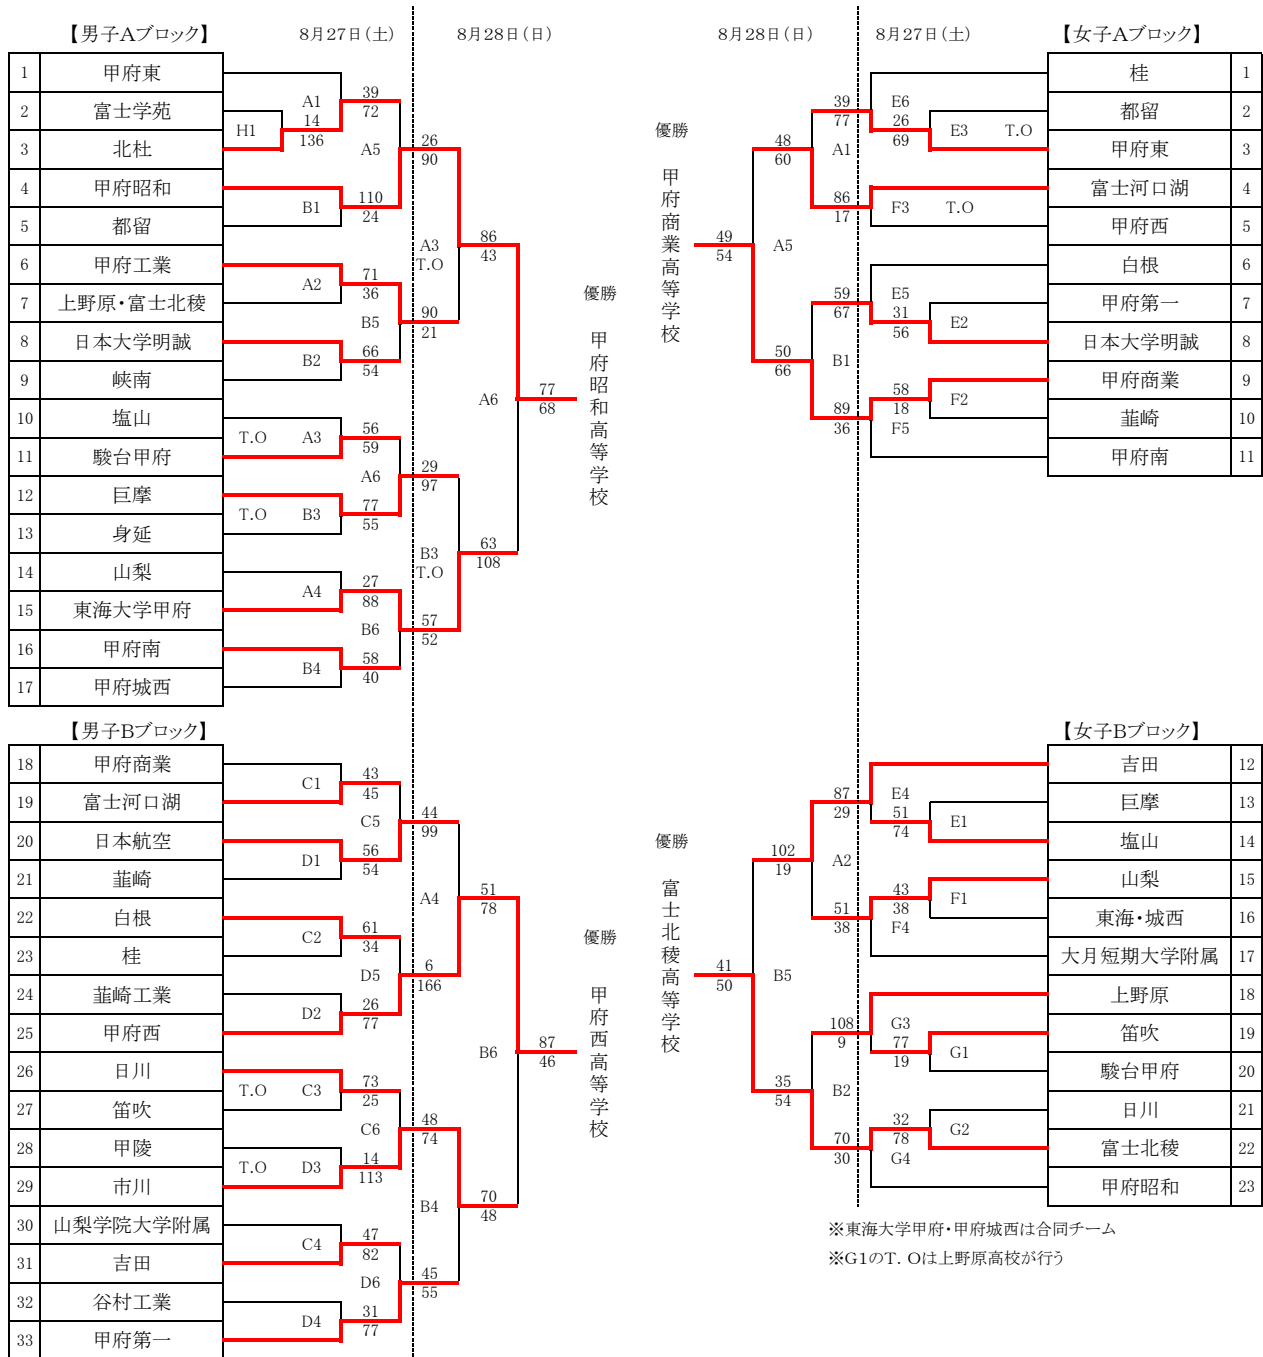 【男子Aブロック】
8月27日(土)
8月28日(日)
1 甲府東
2 富士学苑
3 北杜
4 甲府昭和
5 都留
6 甲府工業
7 上野原・富士北稜
8 日本大学明誠
9 峡南
10 塩山
11 駿台甲府
12 巨摩
13 身延
14 山梨
15 東海大学甲府
16 甲府南
17 甲府城西
H1
A1
14
136
B1
A2
B2
T.O A3
T.O B3
A4
B4
39
72
A5
110
24
71
36
B5
66
54
56
59
A6
77
55
27
88
B6
58
40
26
90
A3
T.O
90
21
29
97
B3
T.O
57
52
86
43
A6
63
108
77
68
優勝
甲府昭和高等学校
【男子Bブロック】
18 甲府商業
19 富士河口湖
20 日本航空
21 韮崎
22 白根
23 桂
24 韮崎工業
25 甲府西
26 日川
27 笛吹
28 甲陵
29 市川
30 山梨学院大学附属
31 吉田
32 谷村工業
33 甲府第一
C1
D1
C2
D2
T.O C3
T.O D3
C4
D4
43
45
C5
56
54
61
34
D5
26
77
73
25
C6
14
113
47
82
D6
31
77
44
99
A4
6
166
48
74
B4
45
55
51
78
B6
70
48
87
46
優勝
甲府西高等学校
8月28日(日)
8月27日(土)
【女子Aブロック】
桂 1
都留 2
甲府東 3
富士河口湖 4
甲府西 5
白根 6
甲府第一 7
日本大学明誠 8
甲府商業 9
韮崎 10
甲府南 11
E6
26
69
E3 T.O
F3 T.O
E5
31
56
E2
58
18
F5
F2
39
77
A1
86
17
59
67
B1
89
36
48
60
A5
50
66
49
54
優勝
甲府商業高等学校
【女子Bブロック】
吉田 12
巨摩 13
塩山 14
山梨 15
東海・城西 16
大月短期大学附属 17
上野原 18
笛吹 19
駿台甲府 20
日川 21
富士北稜 22
甲府昭和 23
E4
51
74
E1
43
38
F4
F1
G3
77
19
G1
32
78
G4
G2
87
29
A2
51
38
108
9
B2
70
30
102
19
B5
35
54
41
50
優勝
富士北稜高等学校
※東海大学甲府・甲府城西は合同チーム
※G1のT．Oは上野原高校が行う